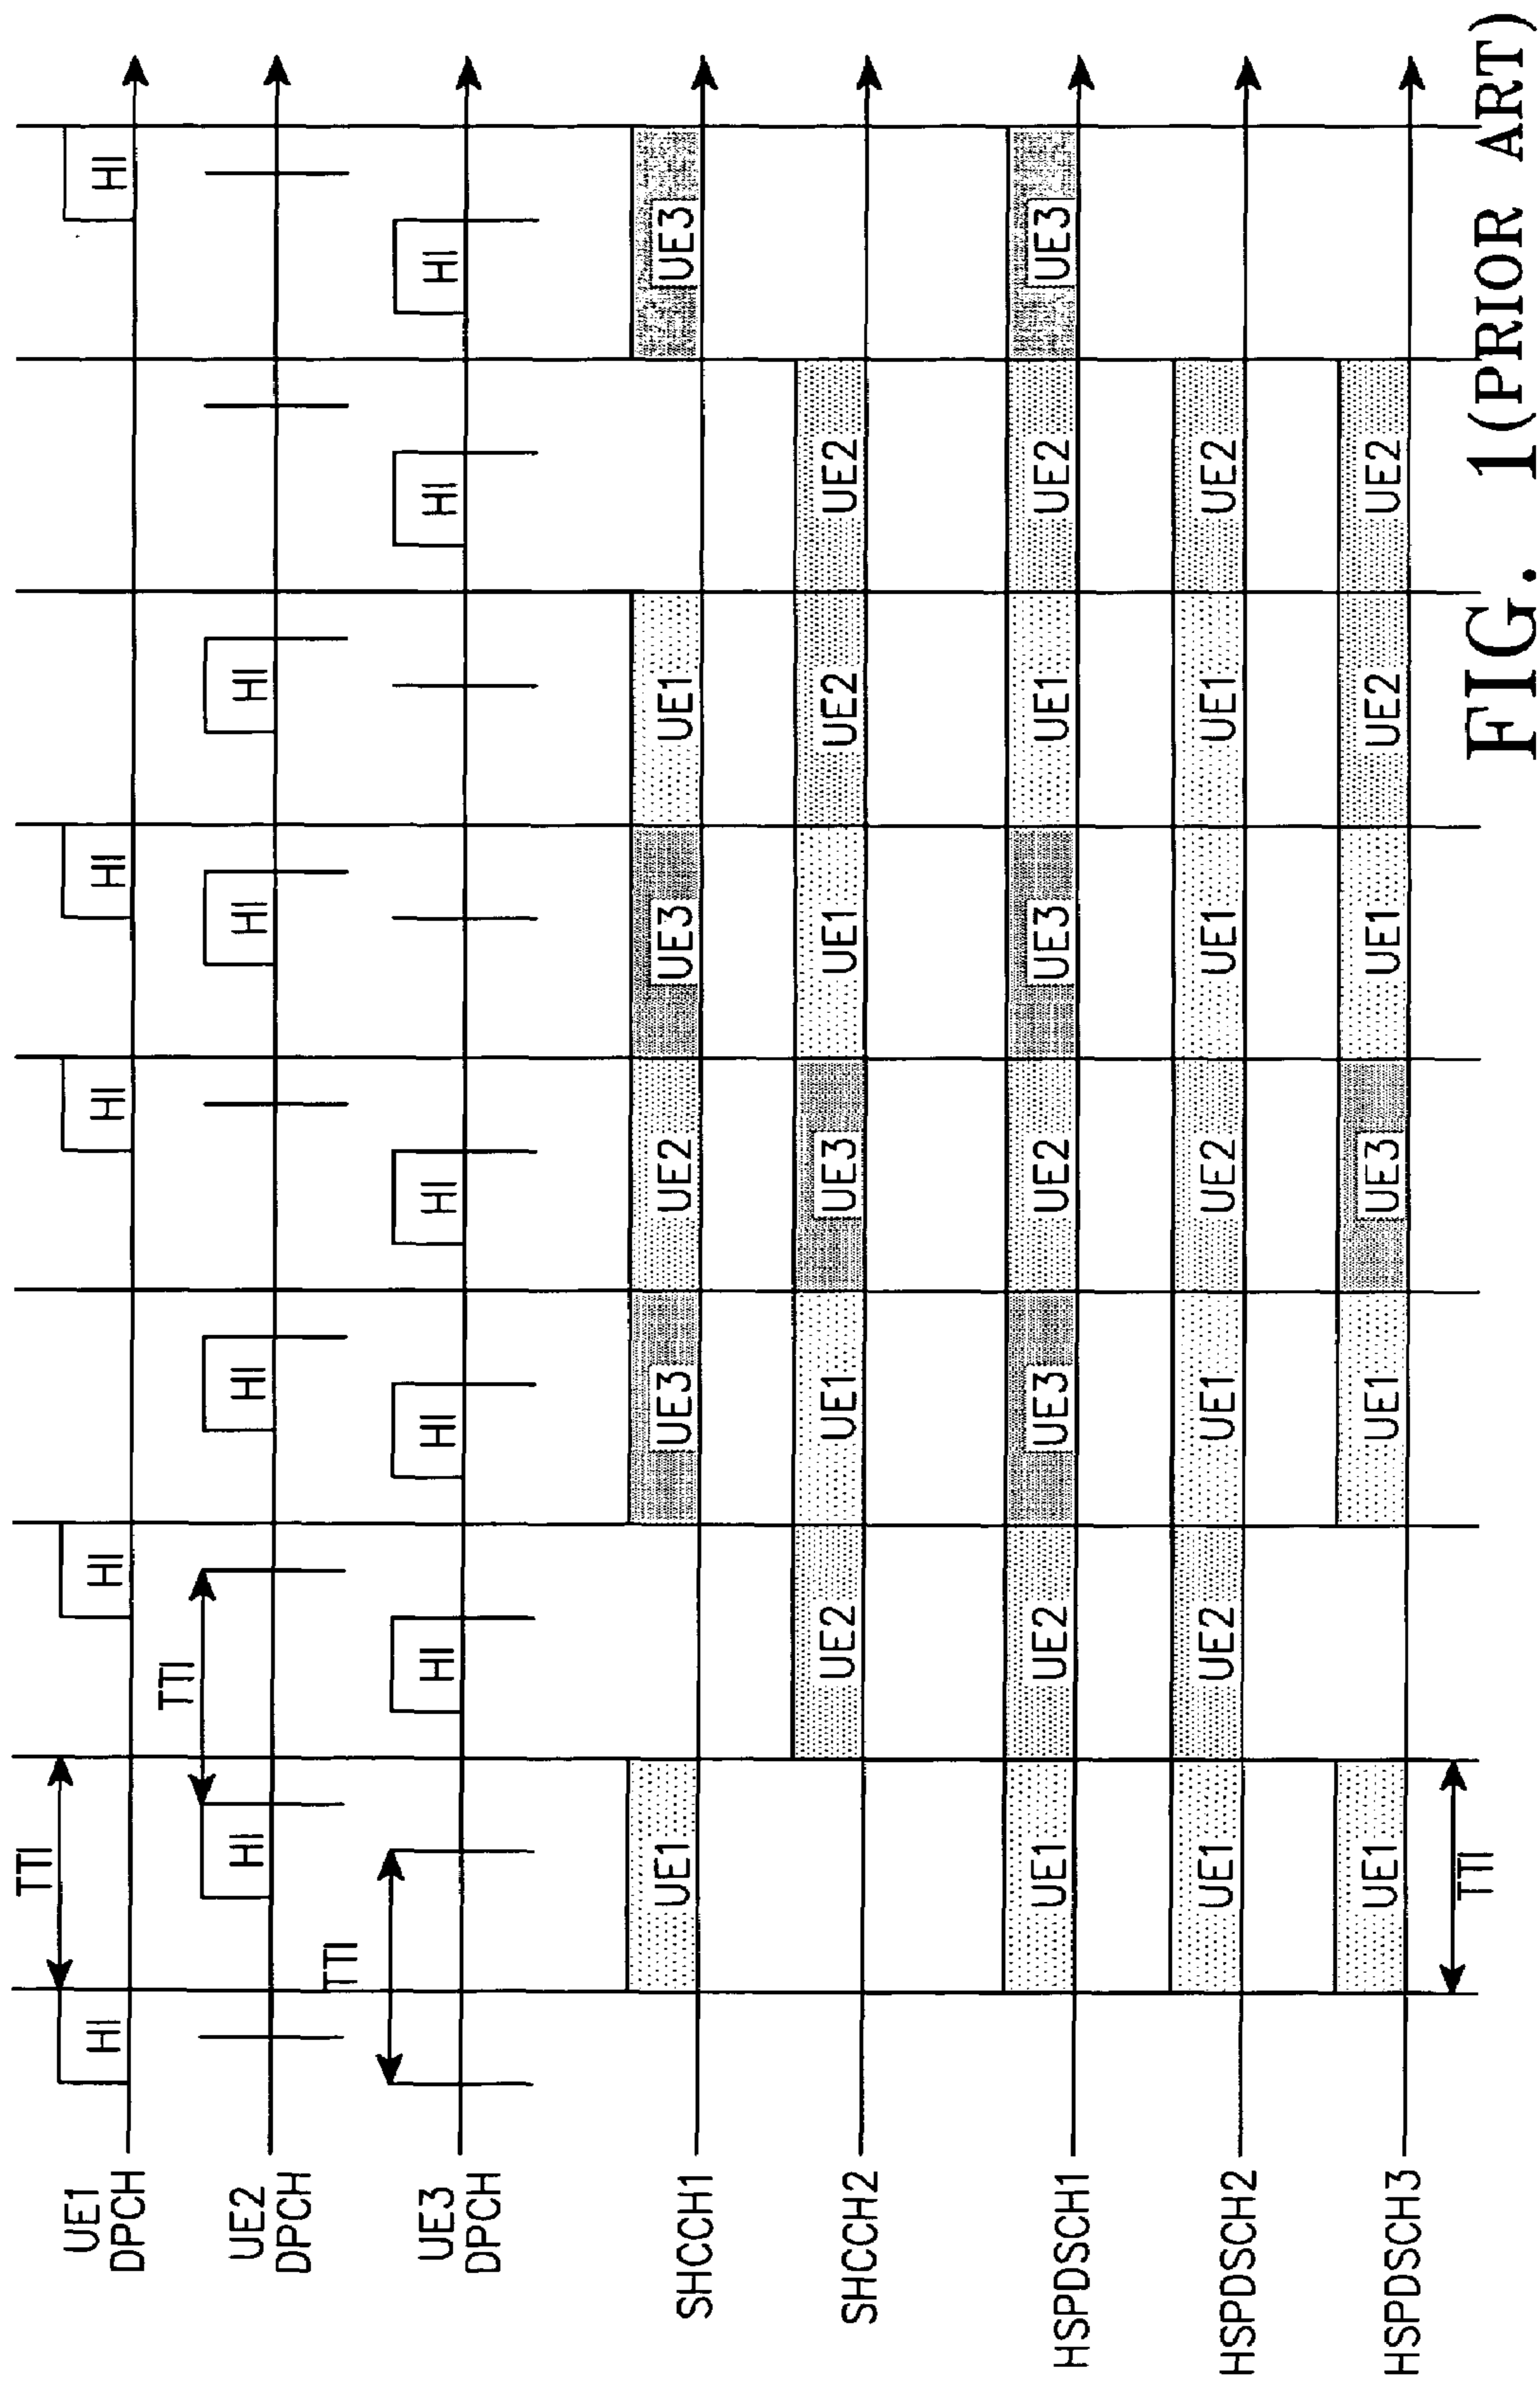 TTI
UE1 HI HI HI HI HI
DPCH
TTI
UE2 HI HI HI HI
DPCH
TTI
UE3 HI HI HI HI HI
DPCH
SHCCH1 UE1 UE3 UE2 UE3 UE1 UE3
SHCCH2 UE2 UE1 UE3 UE1 UE2 UE2
HSPDSCH1 UE1 UE2 UE3 UE2 UE3 UE1 UE2 UE3
HSPDSCH2 UE1 UE2 UE1 UE2 UE1 UE1 UE2
HSPDSCH3 UE1 UE1 UE3 UE1 UE2 UE2
TTI
FIG. 1(PRIOR ART)